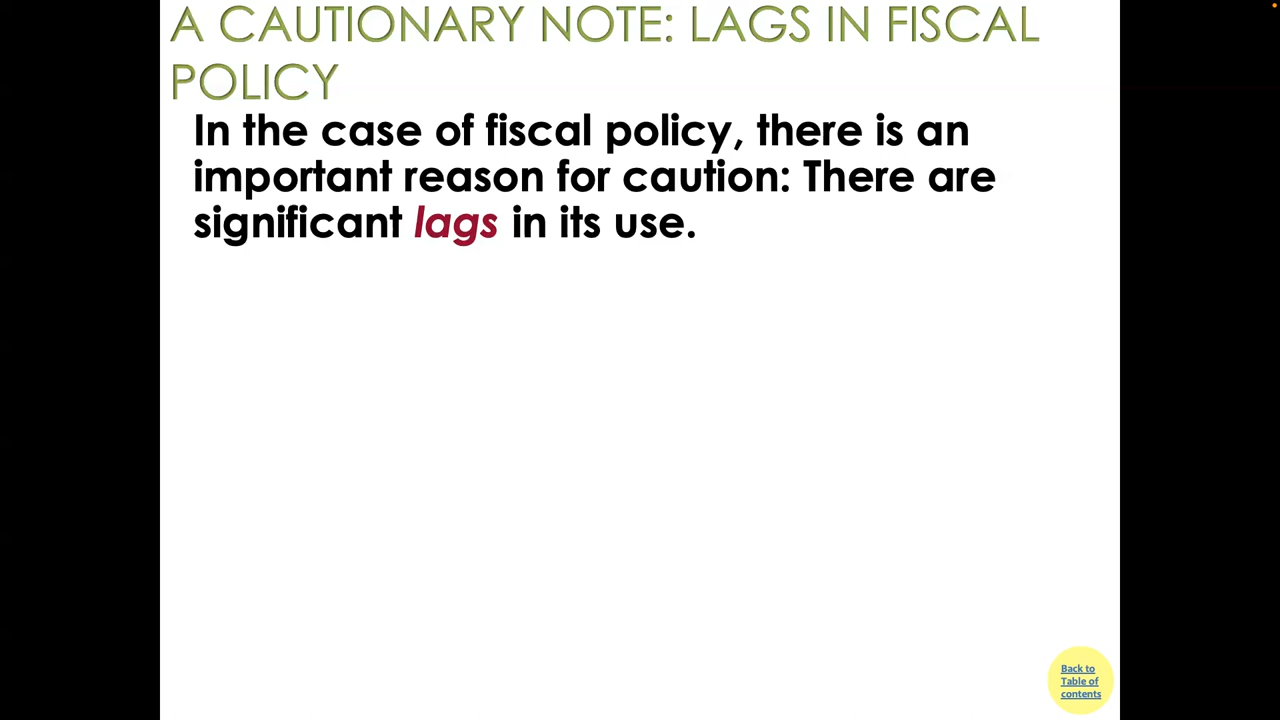 A CAUTIONARY NOTE: LAGS IN FISCAL
POLICY
In the case of fiscal policy, there is an
important reason for caution: There are
significant lags in its use.
Back to
Table of
contents